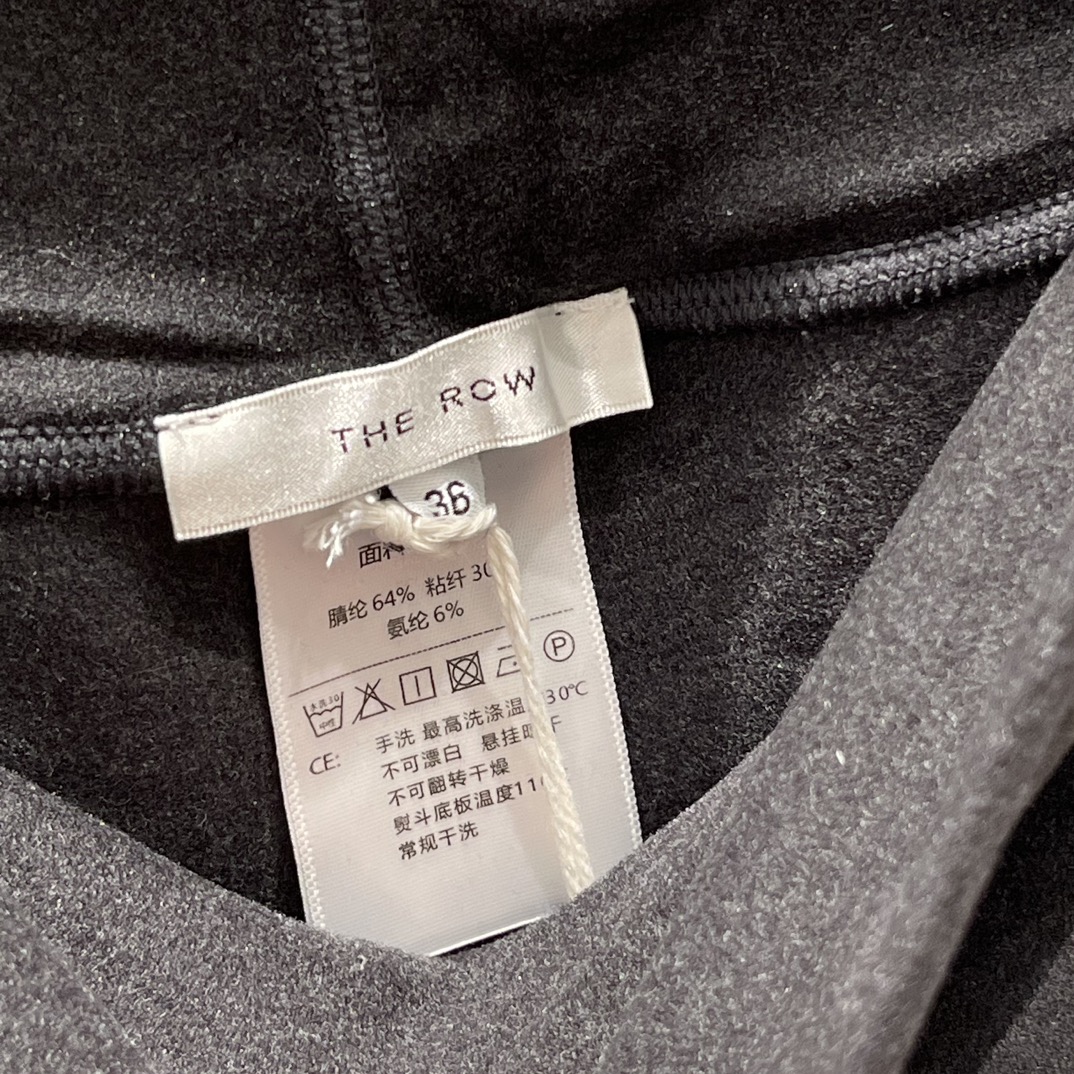 THE ROW
36
面料
腈纶 64% 粘纤 30
氨纶 6%
P
手洗 最高洗涤温 30℃
CE:
不可漂白 悬挂晾干
不可翻转干燥
熨斗底板温度11
常规干洗